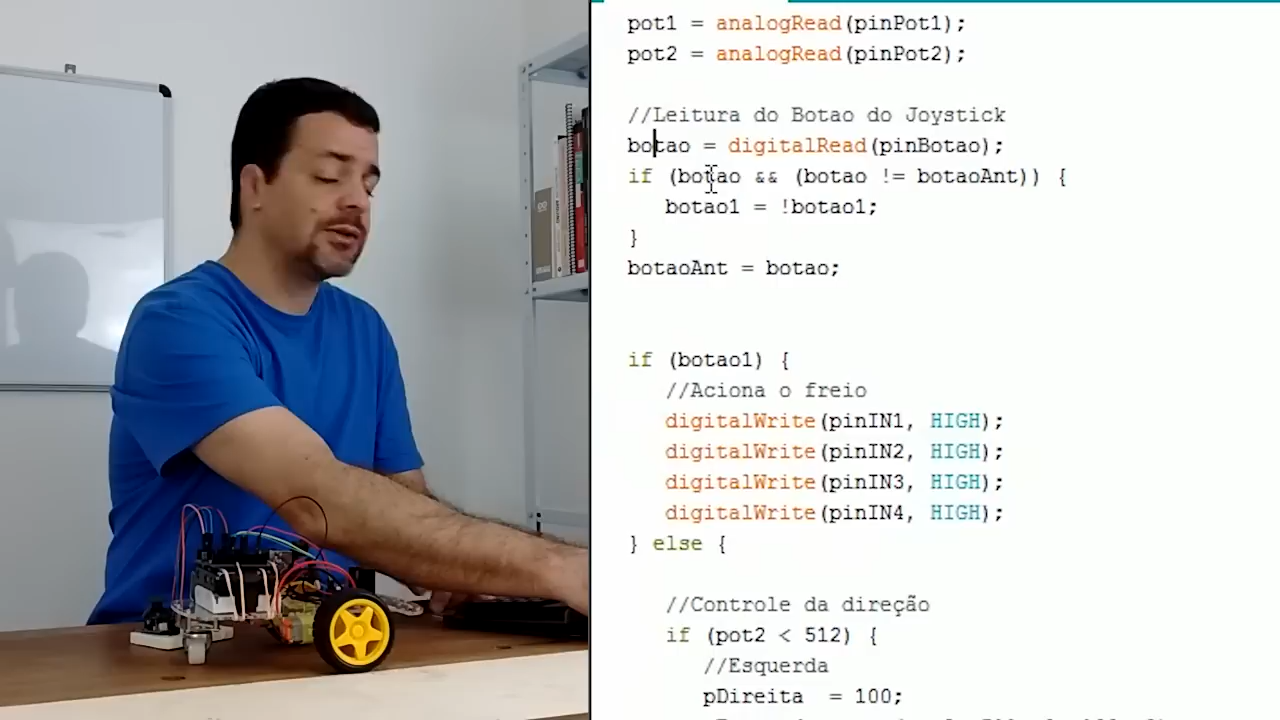 pot1 = analogRead(pinPot1);
pot2 = analogRead(pinPot2);
//Leitura do Botao do Joystick
botao = digitalRead(pinBotao);
if (botao && (botao != botaoAnt)) {
botao1 = !botao1;
}
botaoAnt = botao;
if (botao1) {
//Aciona o freio
digitalWrite(pinIN1, HIGH);
digitalWrite(pinIN2, HIGH);
digitalWrite(pinIN3, HIGH);
digitalWrite(pinIN4, HIGH);
} else {
//Controle da direção
if (pot2 < 512) {
//Esquerda
pDireita = 100;